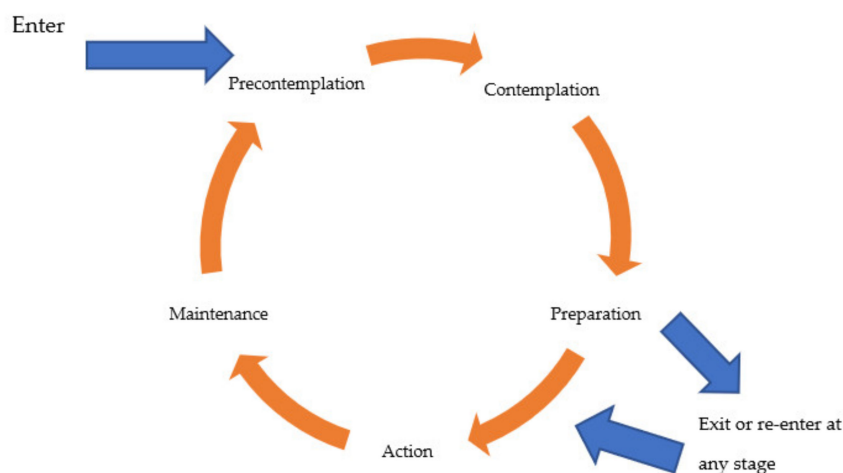 Enter
Precontemplation
Contemplation
Maintenance
Preparation
Exit or re-enter at
any stage
Action